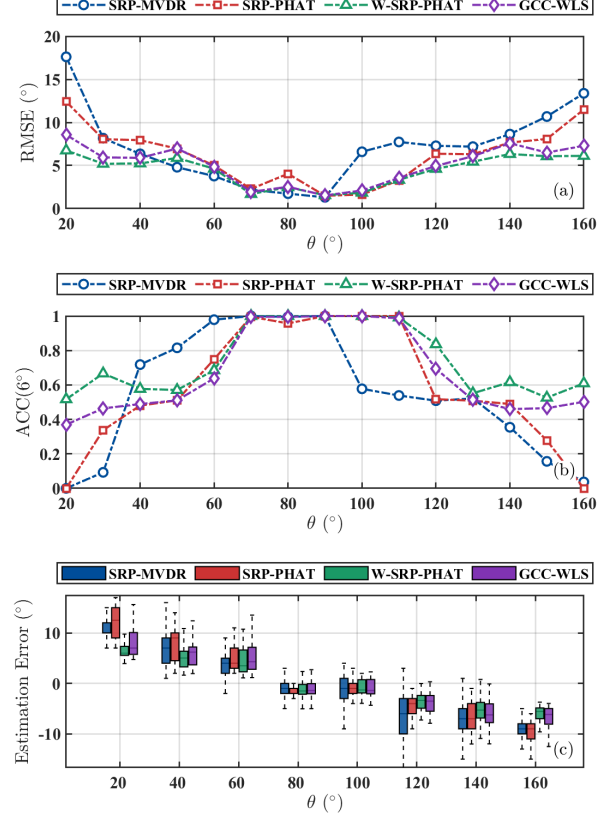 SRP-MVDR SRP-PHAT W-SRP-PHAT GCC-WLS
20
15
10
5
0
RMSE (°)
(a)
20 40 60 80 100 120 140 160
θ (°)
SRP-MVDR SRP-PHAT W-SRP-PHAT GCC-WLS
1
0.8
0.6
0.4
0.2
0
ACC(6°)
(b)
20 40 60 80 100 120 140 160
θ (°)
SRP-MVDR SRP-PHAT W-SRP-PHAT GCC-WLS
10
0
-10
Estimation Error (°)
(c)
20 40 60 80 100 120 140 160
θ (°)